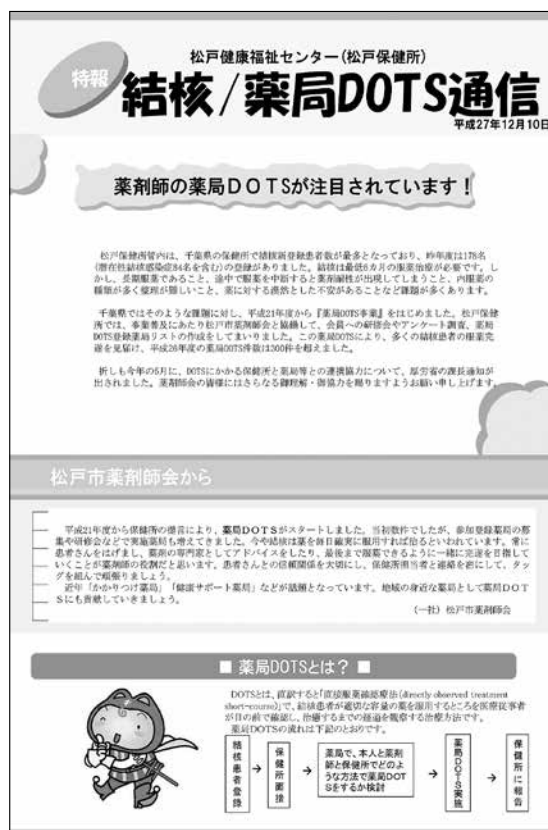 松戸健康福祉センター(松戸保健所)
特報
結核/薬局DOTS通信
平成27年12月10日
薬剤師の薬局DOTSが注目されています!
松戸保健所管内は、千葉県の保健所で結核新登録患者数が最多となっており、昨年度は178名
(潜在性結核感染症84名を含む)の登録がありました。結核は最低6カ月の服薬治療が必要です。し
かし、長期服薬であること、途中で服薬を中断すると薬剤耐性が出現してしまうこと、内服薬の
種類が多く整理が難しいこと、薬に対する漠然とした不安があることなど課題が多くあります。
千葉県ではそのような課題に対し、平成21年度から『薬局DOTS事業』をはじめました。松戸保健
所では、事業普及にあたり松戸市薬剤師会と協働して、会員への研修会やアンケート調査、薬局
DOTS登録薬局リストの作成をしてまいりました。この薬局DOTSにより、多くの結核患者の服薬完
遂を見届け、平成26年度の薬局DOTS件数は300件を超えました。
折しも今年の5月に、DOTSにかかる保健所と薬局等との連携協力について、厚労省の課長通知が
出されました。薬剤師会の皆様にはさらなる御理解・御協力を賜りますようお願い申し上げます。
松戸市薬剤師会から
平成21年度から保健所の提言により、薬局DOTSがスタートしました。当初数件でしたが、参加登録薬局の募
集や研修会などで実施薬局も増えてきました。今や結核は薬を毎日確実に服用すれば治るといわれています。常に
患者さんをはげまし、薬剤の専門家としてアドバイスをしたり、最後まで服薬できるように一緒に完遂を目指して
いくことが薬剤師の役割だと思います。患者さんとの信頼関係を大切にし、保健所担当者と連絡を密にして、タッ
グを組んで頑張りましょう。
近年「かかりつけ薬局」「健康サポート薬局」などが話題となっています。地域の身近な薬局として薬局DOT
Sにも貢献していきましょう。
(一社)松戸市薬剤師会
■ 薬局DOTSとは? ■
DOTSとは、直訳すると「直接服薬確認療法(directly observed treatment
short-course)」で、結核患者が適切な容量の薬を服用するところを医療従事者
が目の前で確認し、治癒するまでの経過を観察する治療方法です。
薬局DOTSの流れは下記のとおりです。
結核患者登録
→
保健所面接
→
薬局で、本人と薬剤
師と保健所でどのよ
うな方法で薬局DOT
Sをするか検討
→
薬局DOTS実施
→
保健所に報告